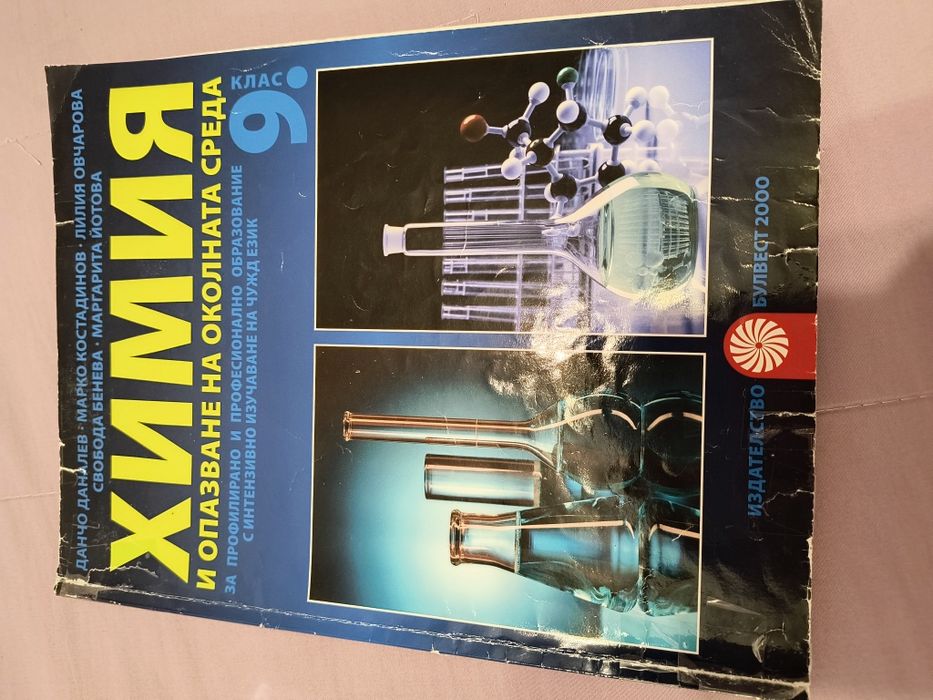 ДАНЧО ДАНАЛЕВ · МАРКО КОСТАДИНОВ · ЛИЛИЯ ОВЧАРОВА
СВОБОДА БЕНЕВА · МАРГАРИТА ЙОТОВА
ХИМИЯ
И ОПАЗВАНЕ НА ОКОЛНАТА СРЕДА
ЗА ПРОФИЛИРАНО И ПРОФЕСИОНАЛНО ОБРАЗОВАНИЕ
С ИНТЕНЗИВНО ИЗУЧАВАНЕ НА ЧУЖД ЕЗИК
9. КЛАС
ИЗДАТЕЛСТВО БУЛВЕСТ 2000